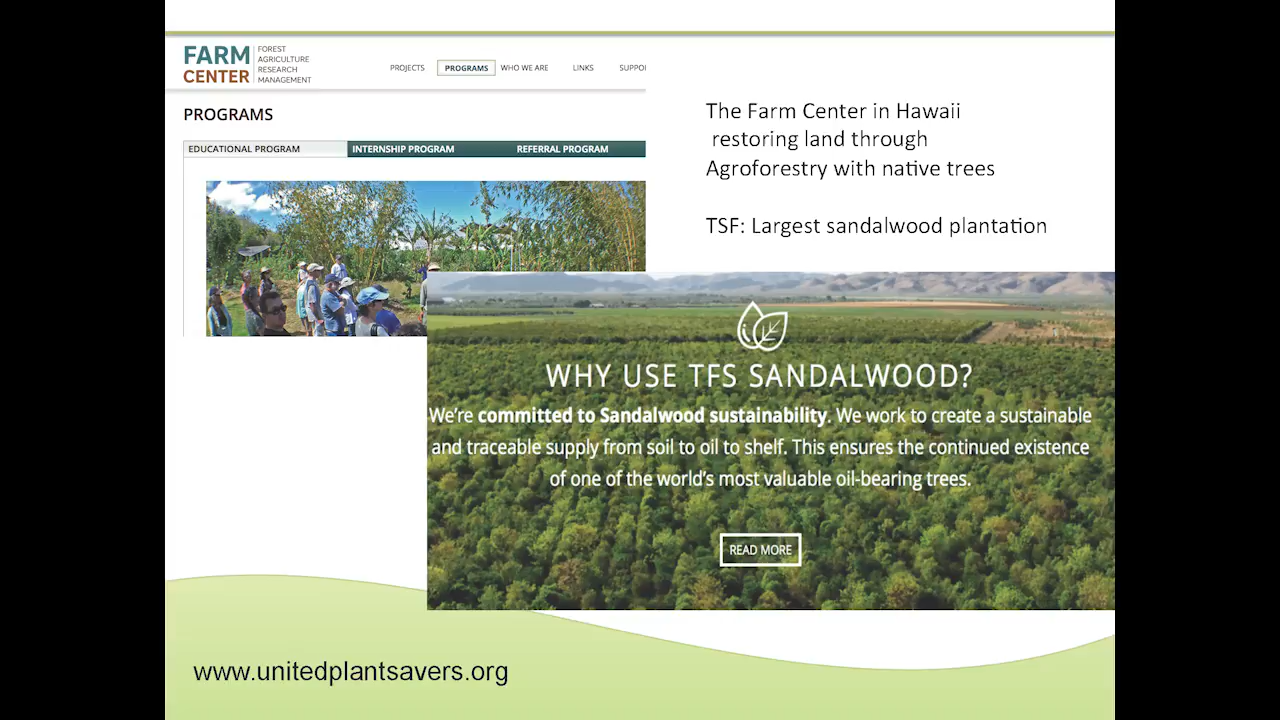 FARM
CENTER
FOREST
AGRICULTURE
RESEARCH
MANAGEMENT
PROJECTS PROGRAMS WHO WE ARE LINKS SUPPO
PROGRAMS
EDUCATIONAL PROGRAM INTERNSHIP PROGRAM REFERRAL PROGRAM
The Farm Center in Hawaii
restoring land through
Agroforestry with native trees
TSF: Largest sandalwood plantation
WHY USE TFS SANDALWOOD?
We're committed to Sandalwood sustainability. We work to create a sustainable
and traceable supply from soil to oil to shelf. This ensures the continued existence
of one of the world's most valuable oil-bearing trees.
READ MORE
www.unitedplantsavers.org